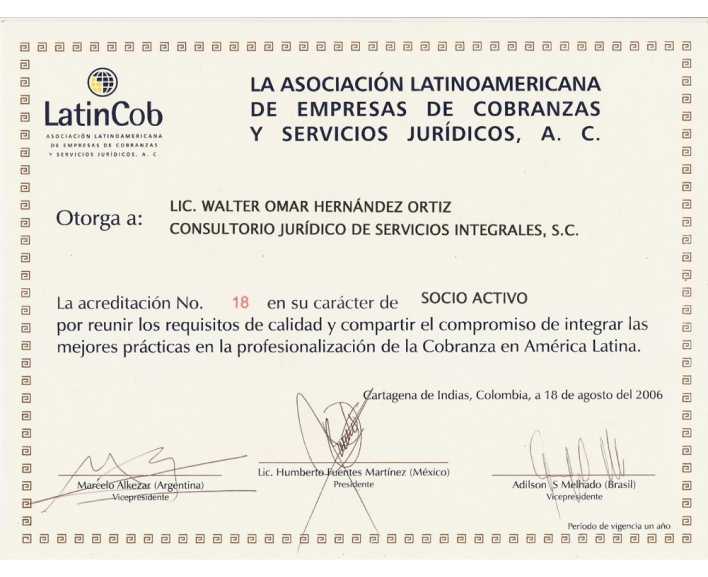 LatinCob
ASOCIACIÓN LATINOAMERICANA
DE EMPRESAS DE COBRANZAS
Y SERVICIOS JURÍDICOS, A. C.
LA ASOCIACIÓN LATINOAMERICANA
DE EMPRESAS DE COBRANZAS
Y SERVICIOS JURÍDICOS, A. C.
Otorga a:
LIC. WALTER OMAR HERNÁNDEZ ORTIZ
CONSULTORIO JURÍDICO DE SERVICIOS INTEGRALES, S.C.
La acreditación No. 18 en su carácter de SOCIO ACTIVO
por reunir los requisitos de calidad y compartir el compromiso de integrar las
mejores prácticas en la profesionalización de la Cobranza en América Latina.
Cartagena de Indias, Colombia, a 18 de agosto del 2006
Marcelo Alkezar (Argentina)
Vicepresidente
Lic. Humberto Fuentes Martínez (México)
Presidente
Adilson S Melhado (Brasil)
Vicepresidente
Período de vigencia un año